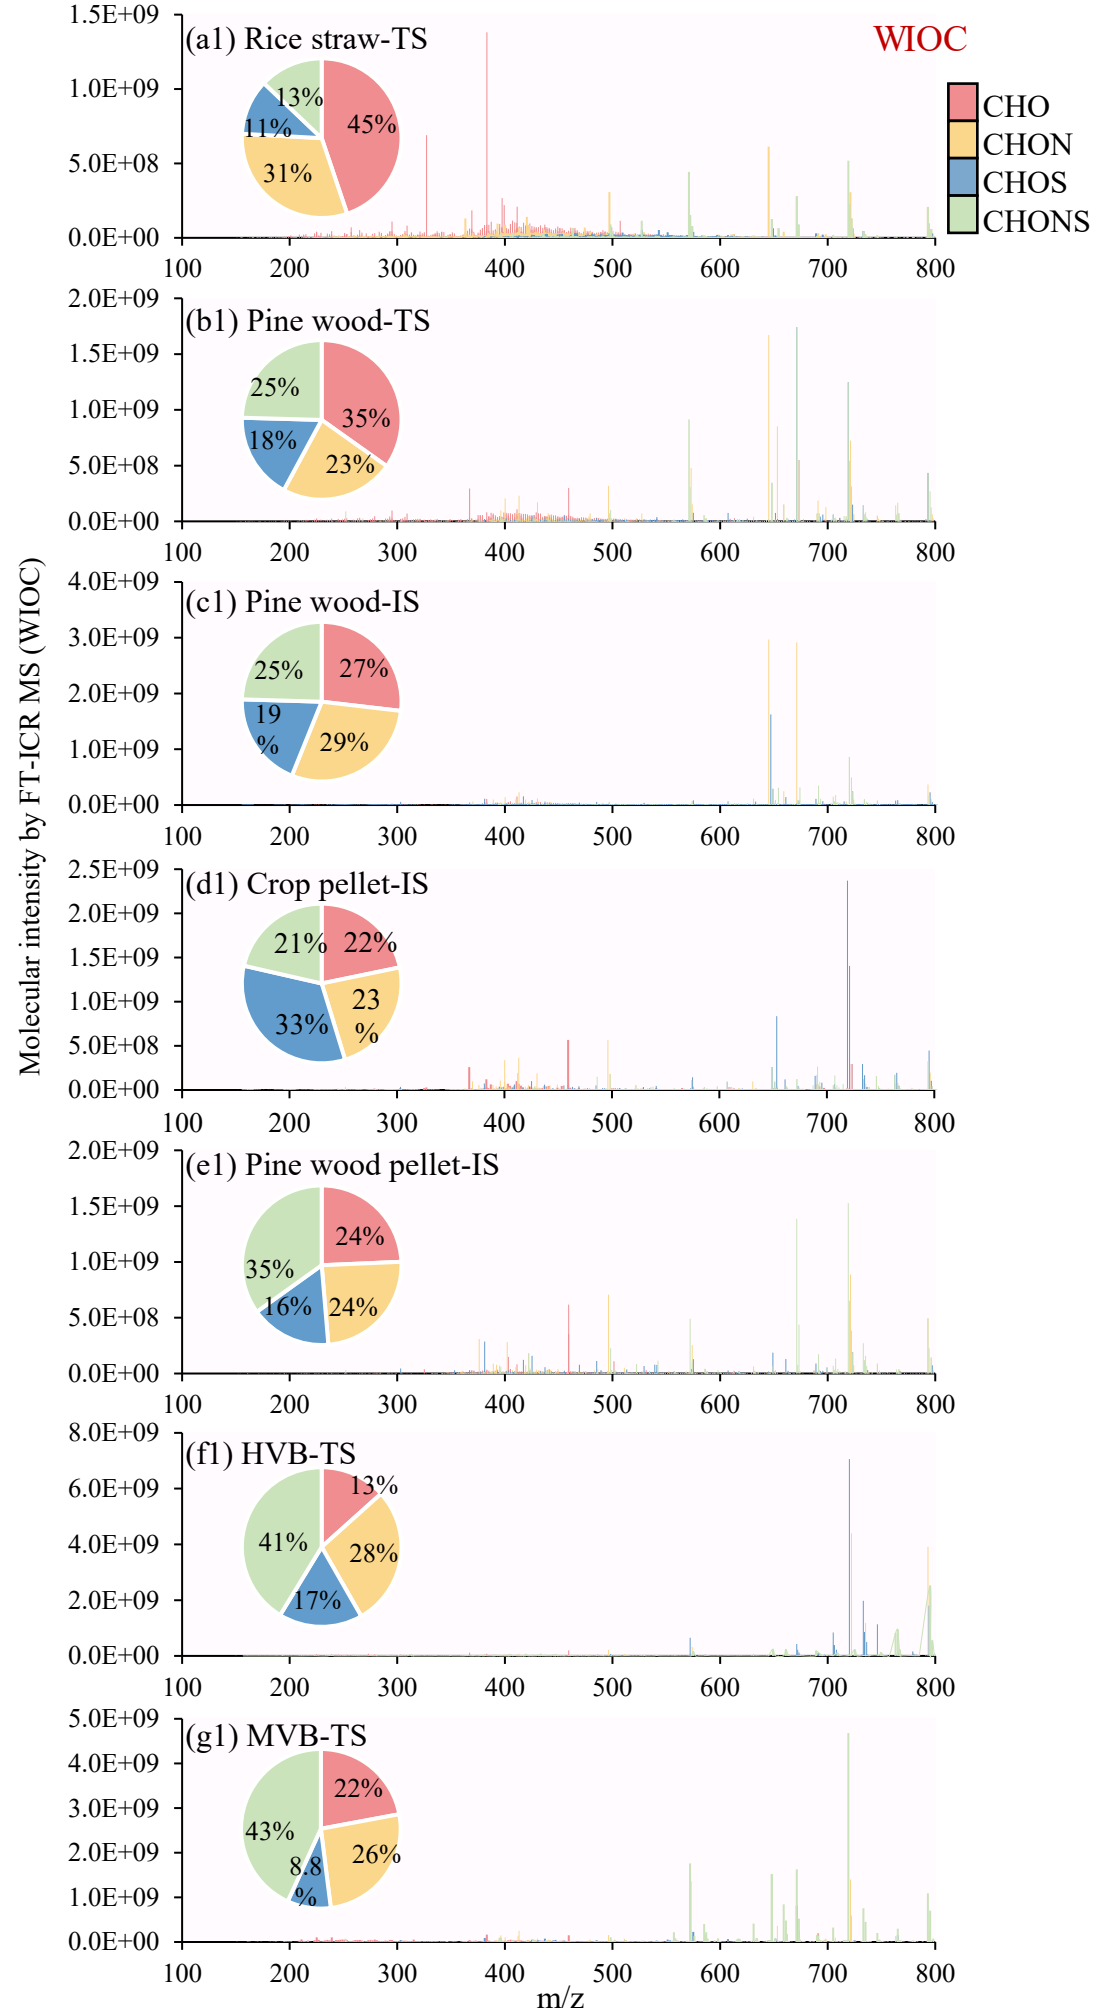 Molecular intensity by FT-ICR MS (WIOC)
WIOC
CHO
CHON
CHOS
CHONS
(a1) Rice straw-TS
1.5E+09
1.0E+09
5.0E+08
0.0E+00
45%
31%
11%
13%
100 200 300 400 500 600 700 800
(b1) Pine wood-TS
2.0E+09
1.5E+09
1.0E+09
5.0E+08
0.0E+00
35%
23%
18%
25%
100 200 300 400 500 600 700 800
(c1) Pine wood-IS
4.0E+09
3.0E+09
2.0E+09
1.0E+09
0.0E+00
27%
29%
19
%
25%
100 200 300 400 500 600 700 800
(d1) Crop pellet-IS
2.5E+09
2.0E+09
1.5E+09
1.0E+09
5.0E+08
0.0E+00
22%
23
%
33%
21%
100 200 300 400 500 600 700 800
(e1) Pine wood pellet-IS
2.0E+09
1.5E+09
1.0E+09
5.0E+08
0.0E+00
24%
24%
16%
35%
100 200 300 400 500 600 700 800
(f1) HVB-TS
8.0E+09
6.0E+09
4.0E+09
2.0E+09
0.0E+00
13%
28%
17%
41%
100 200 300 400 500 600 700 800
(g1) MVB-TS
5.0E+09
4.0E+09
3.0E+09
2.0E+09
1.0E+09
0.0E+00
22%
26%
8.8
%
43%
100 200 300 400 500 600 700 800
m/z